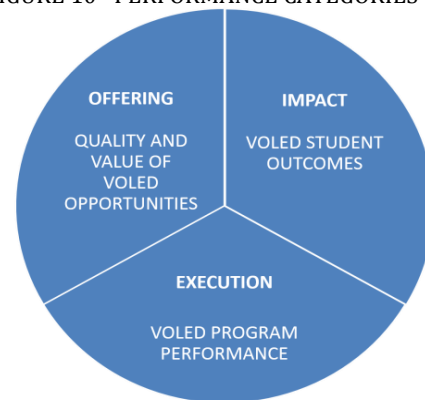 FIGURE 10 PERFORMANCE CATEGORIES
OFFERING
QUALITY AND
VALUE OF
VOLED
OPPORTUNITIES
IMPACT
VOLED STUDENT
OUTCOMES
EXECUTION
VOLED PROGRAM
PERFORMANCE